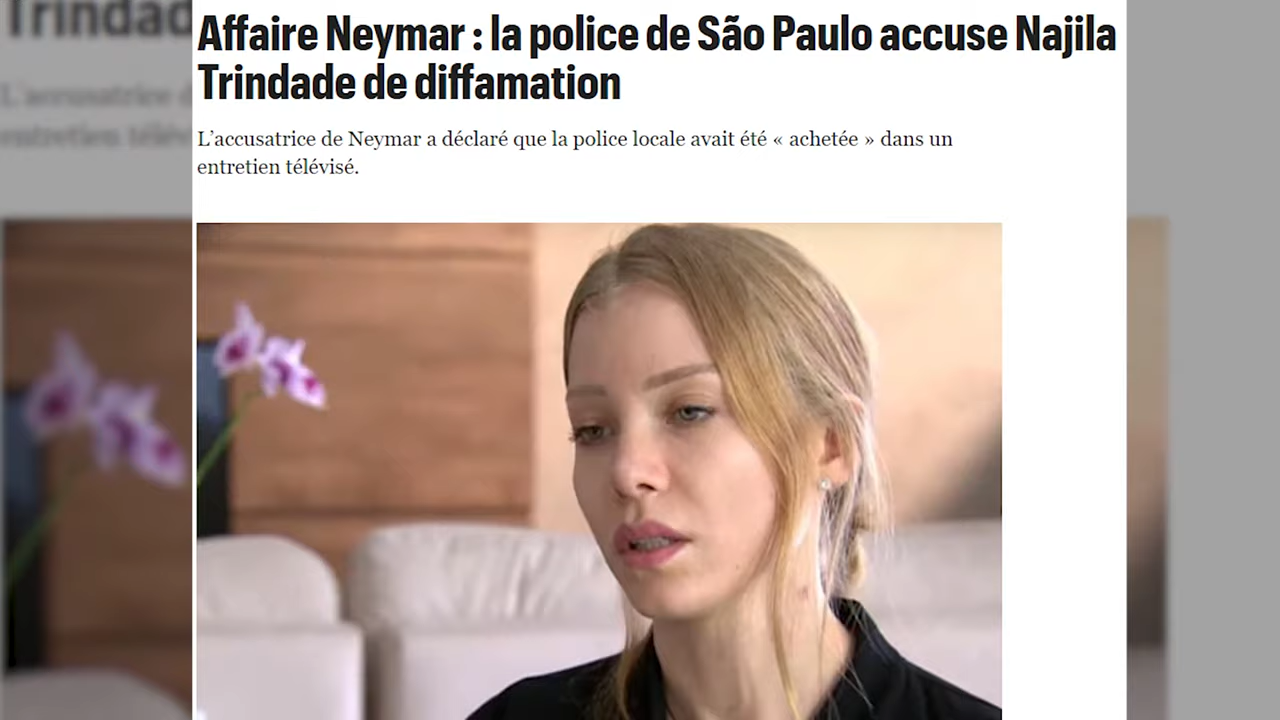 Affaire Neymar : la police de São Paulo accuse Najila
Trindade de diffamation
L’accusatrice de Neymar a déclaré que la police locale avait été « achetée » dans un
entretien télévisé.